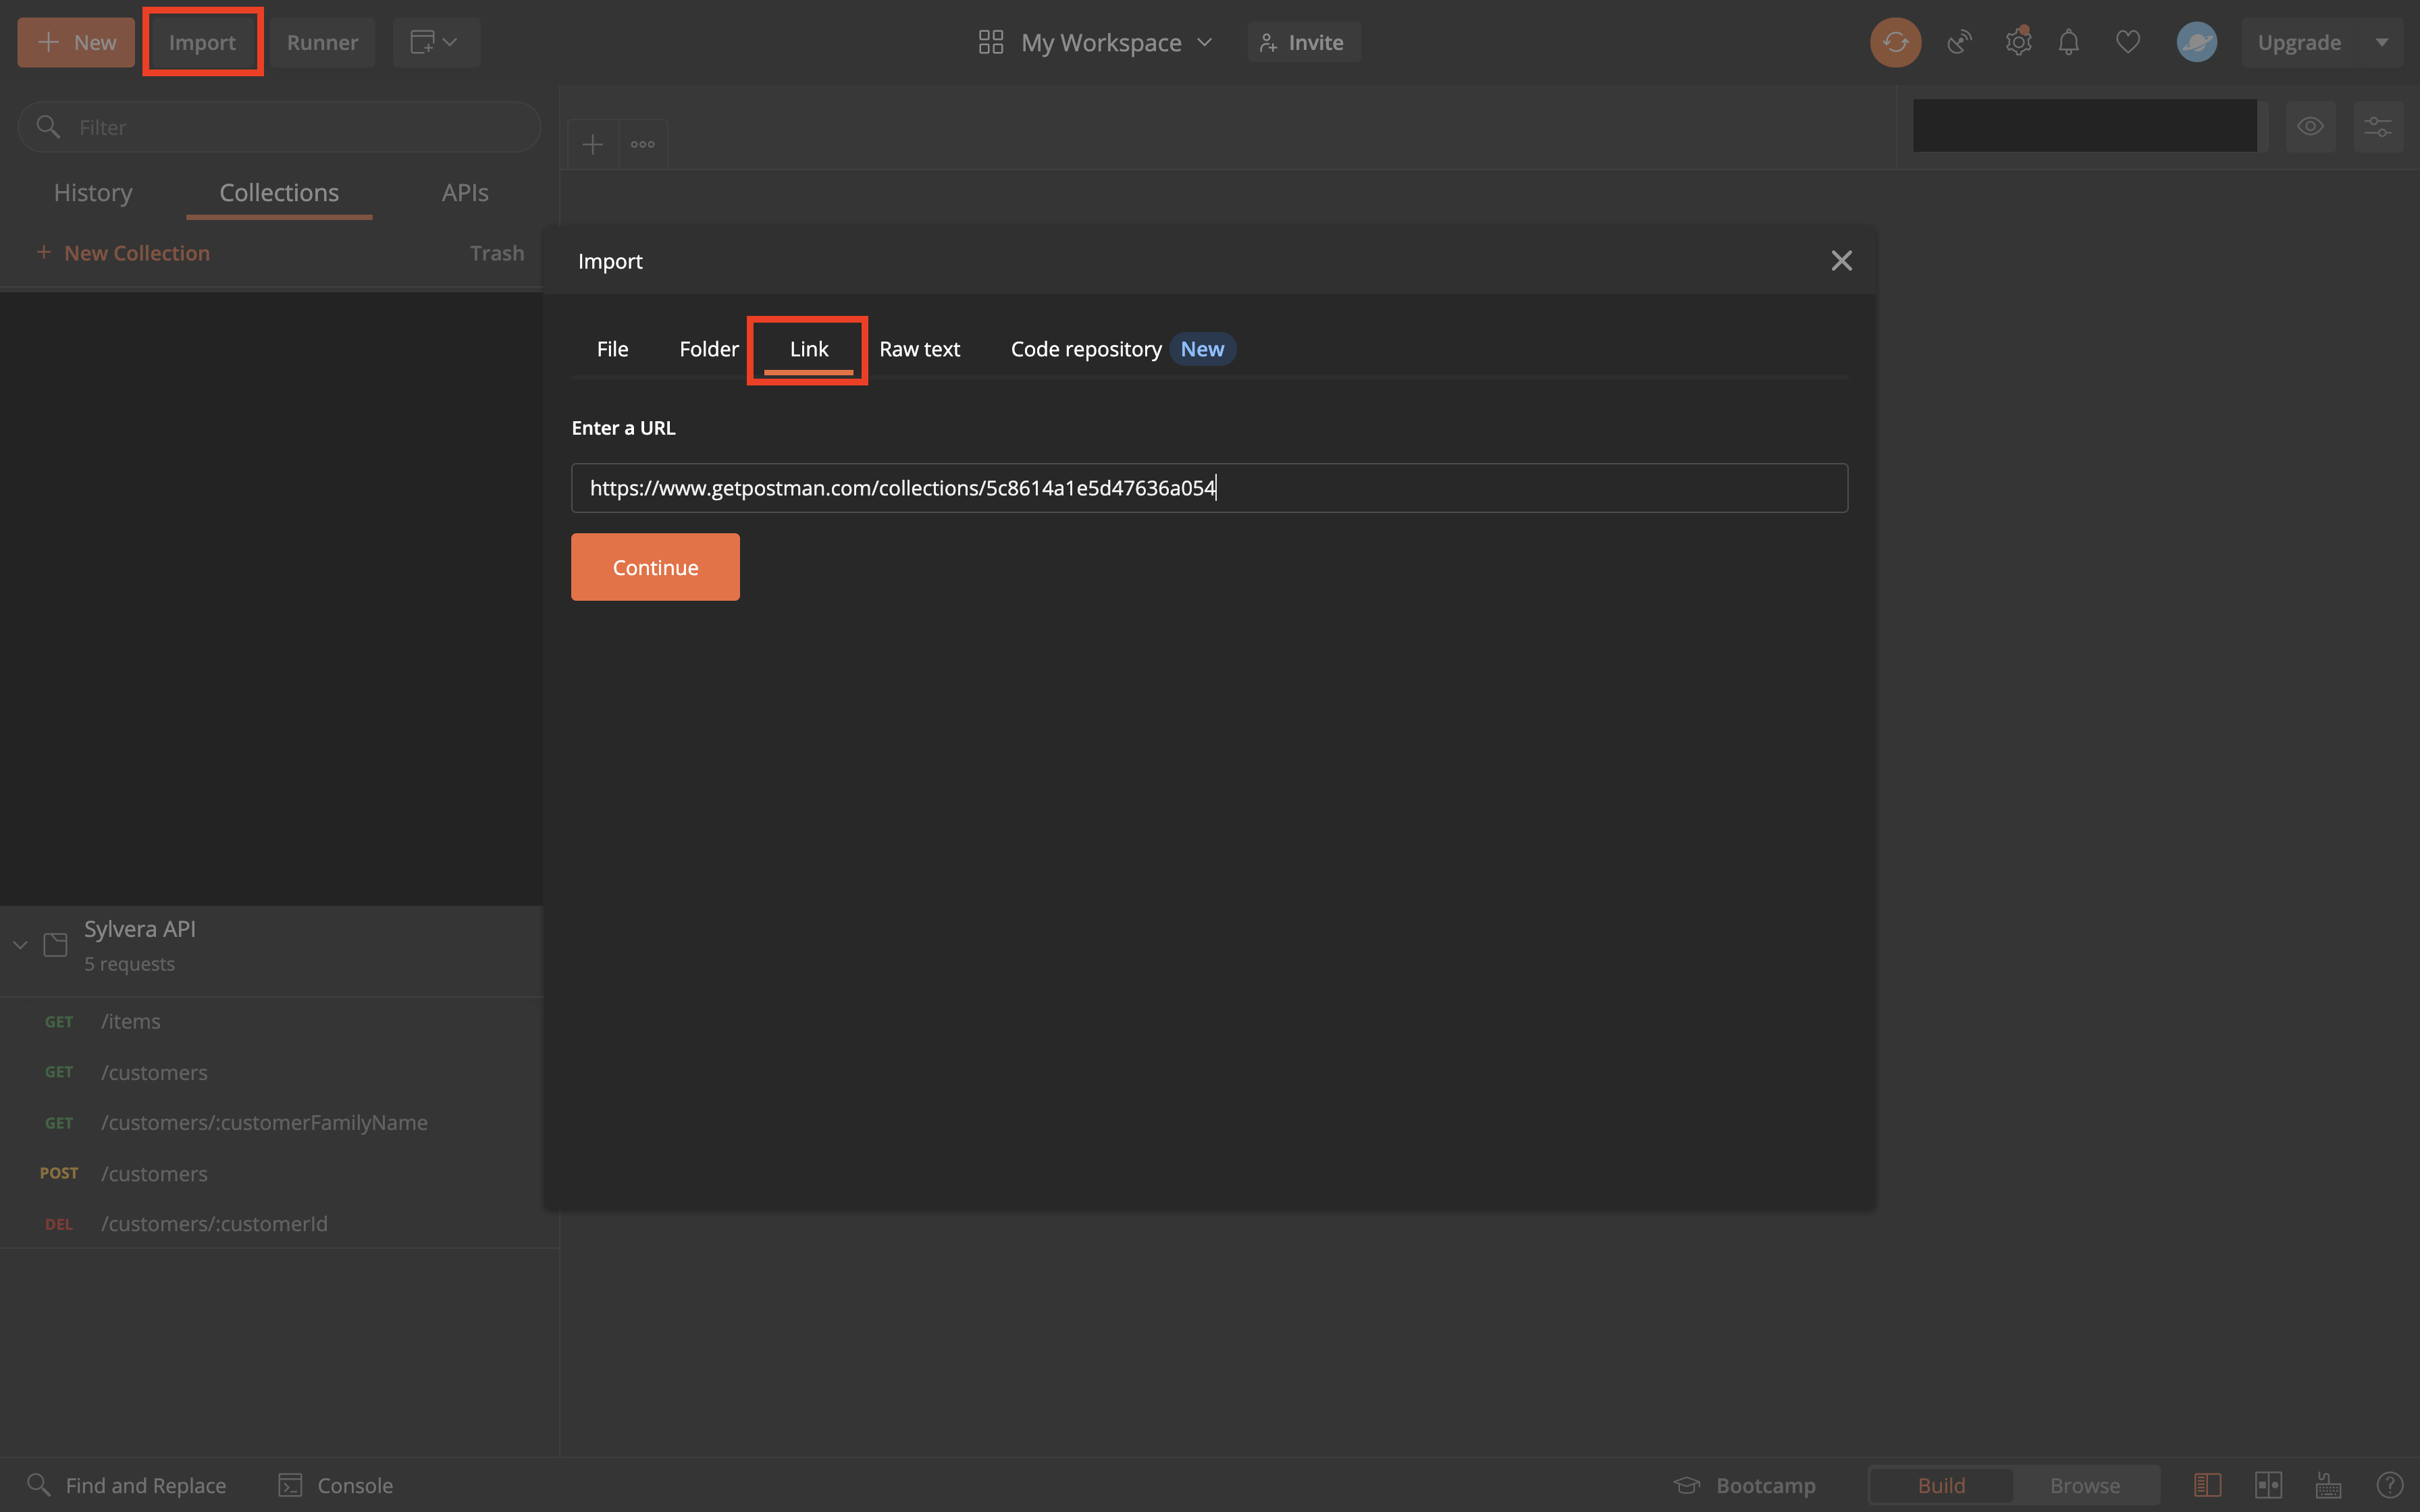 New
Import
Runner
My Workspace
Invite
Upgrade
Filter
History
Collections
APIs
New Collection
Trash
Import
File
Folder
Link
Raw text
Code repository
New
Enter a URL
https://www.getpostman.com/collections/5c8614a1e5d47636a054
Continue
Sylvera API
5 requests
GET /items
GET /customers
GET /customers/:customerFamilyName
POST /customers
DEL /customers/:customerId
Find and Replace
Console
Bootcamp
Build
Browse